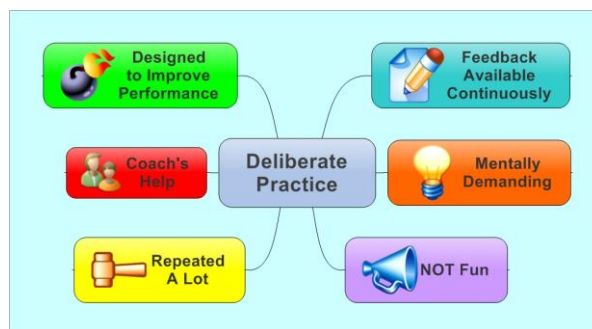 Designed
to Improve
Performance
Feedback
Available
Continuously
Coach's
Help
Deliberate
Practice
Mentally
Demanding
Repeated
A Lot
NOT Fun